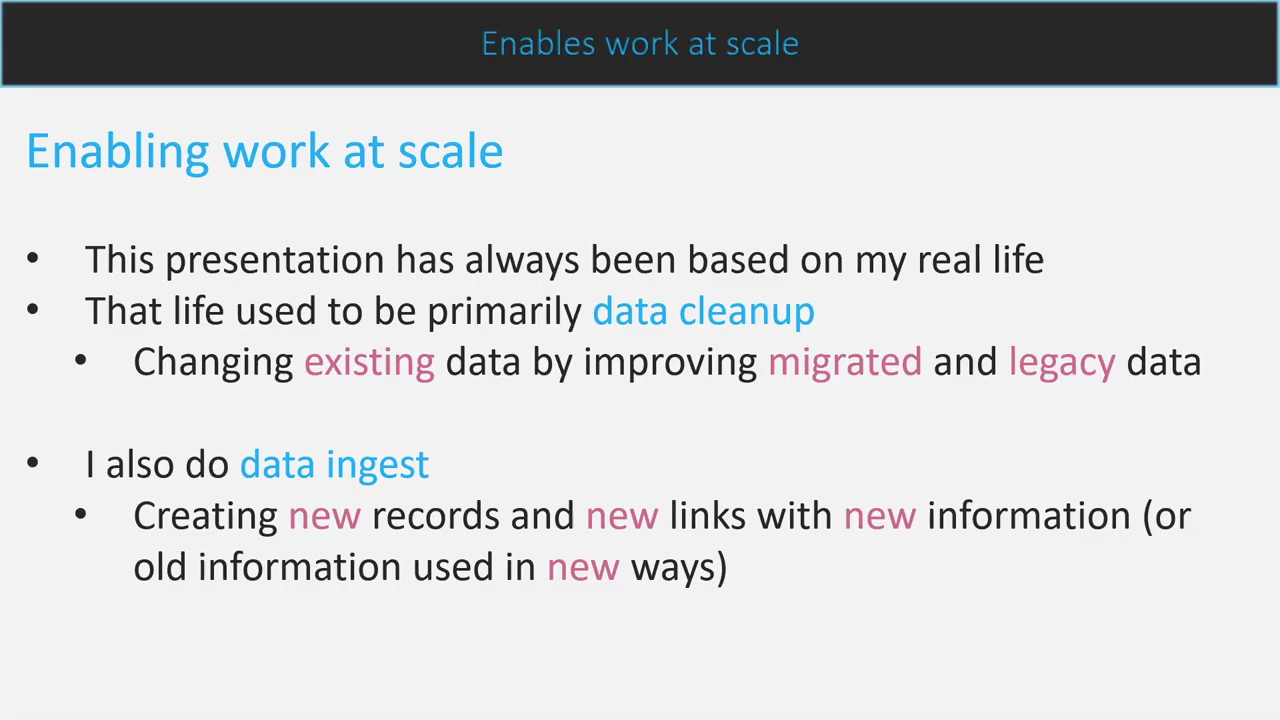 Enables work at scale
Enabling work at scale
• This presentation has always been based on my real life
• That life used to be primarily data cleanup
• Changing existing data by improving migrated and legacy data
• I also do data ingest
• Creating new records and new links with new information (or
old information used in new ways)